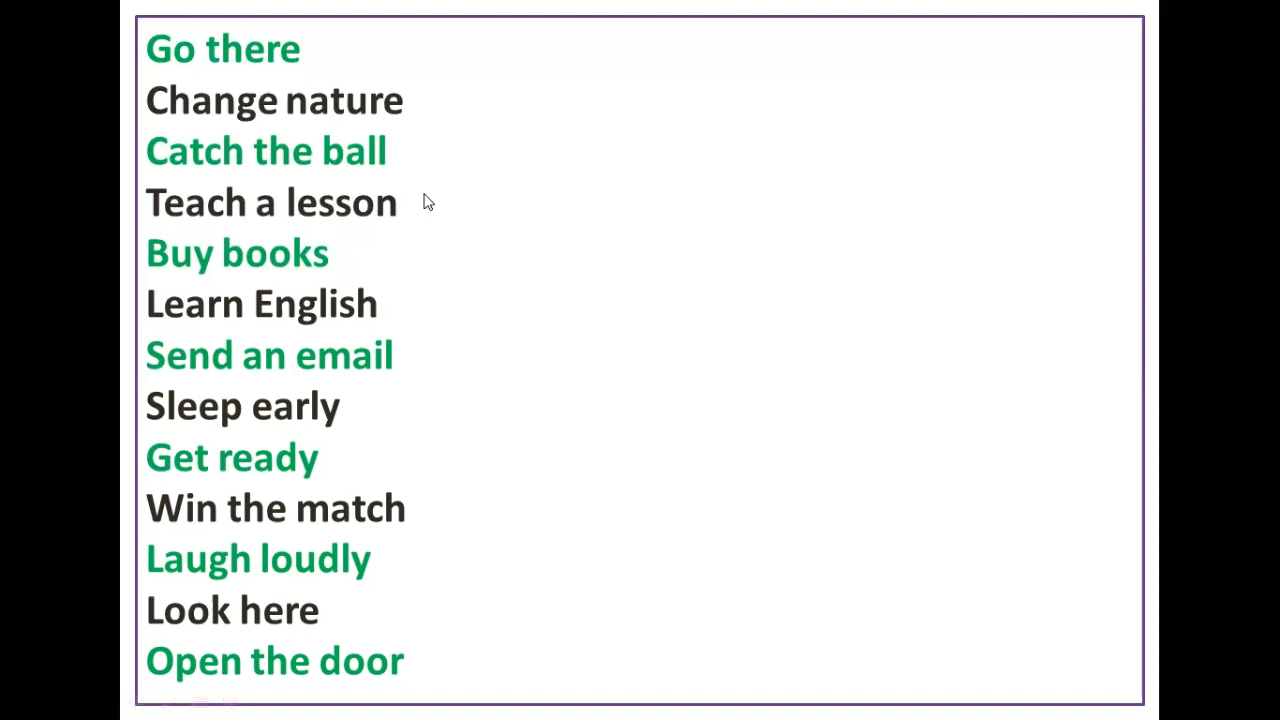 Go there
Change nature
Catch the ball
Teach a lesson
Buy books
Learn English
Send an email
Sleep early
Get ready
Win the match
Laugh loudly
Look here
Open the door